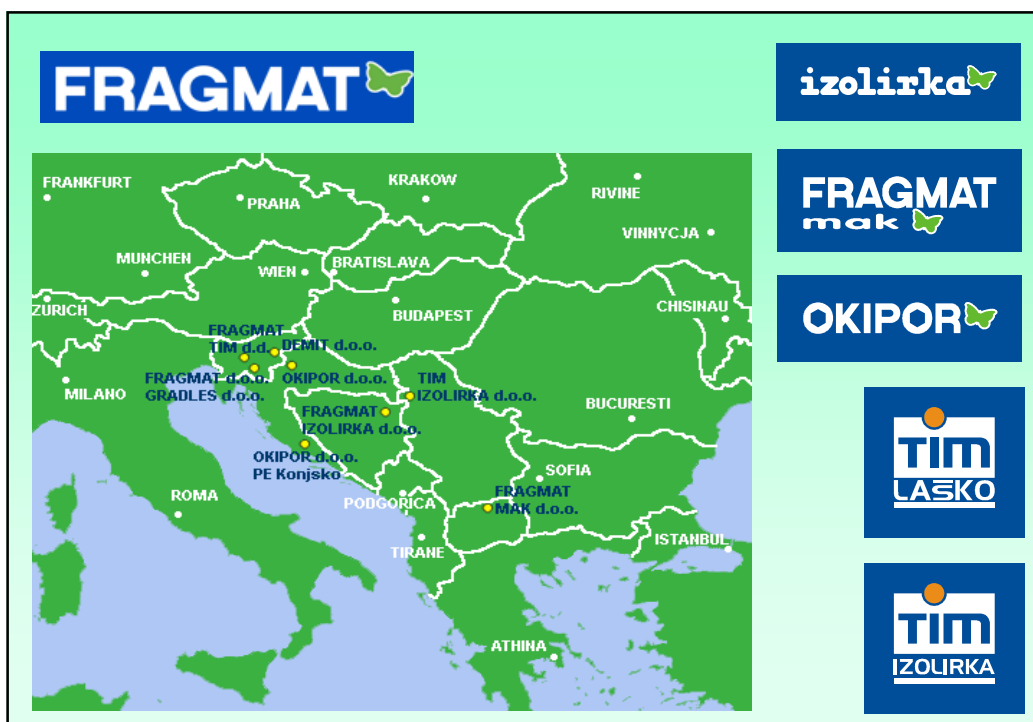 FRAGMAT
izolirka
FRAGMAT
mak
OKIPOR
TIM
LAŠKO
TIM
IZOLIRKA
FRANKFURT
PRAHA
KRAKOW
RIVINE
VINNYCJA
MUNCHEN
WIEN
BRATISLAVA
ZURICH
BUDAPEST
CHISINAU
FRAGMAT
TIM d.d.
DEMIT d.o.o.
MILANO
FRAGMAT d.o.o.
GRADLES d.o.o.
OKIPOR d.o.o.
TIM
IZOLIRKA d.o.o.
FRAGMAT
IZOLIRKA d.o.o.
BUCURESTI
OKIPOR d.o.o.
PE Konjsko
SOFIA
ROMA
PODGORICA
FRAGMAT
MAK d.o.o.
TIRANE
ISTANBUL
ATHINA